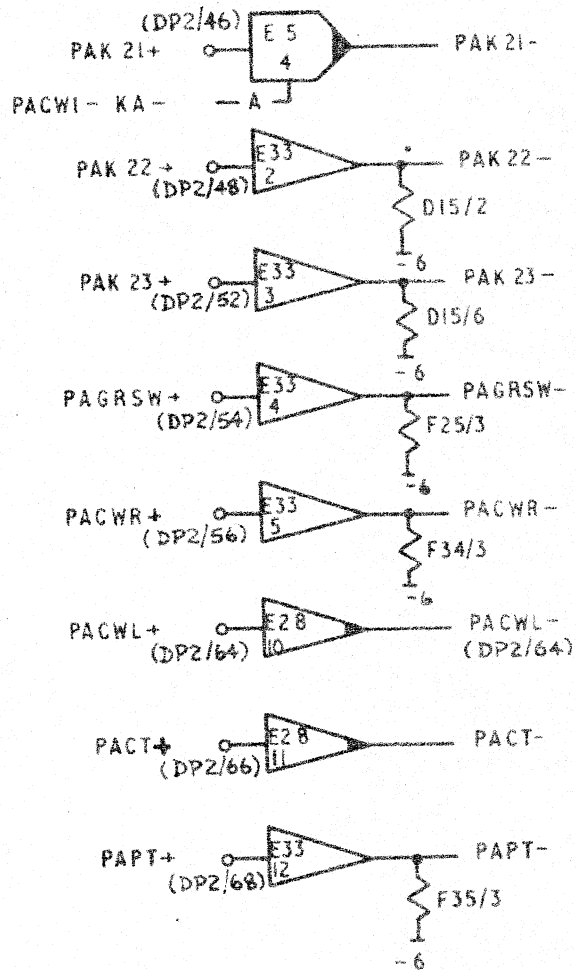 (DP2/46)
PAK 21+ E 5 4 PAK 21-
PACW1- KA- - A
PAK 22+ E33 2 PAK 22-
(DP2/48) D15/2
-6
PAK 23+ E33 3 PAK 23-
(DP2/52) D15/6
-6
PAGRSW+ E33 4 PAGRSW-
(DP2/54) F25/3
-6
PACWR+ E33 5 PACWR-
(DP2/56) F34/3
-6
PACWL+ E28 10 PACWL-
(DP2/64) (DP2/64)
PACT+ E28 11 PACT-
(DP2/66)
PAPT+ E33 12 PAPT-
(DP2/68) F35/3
-6